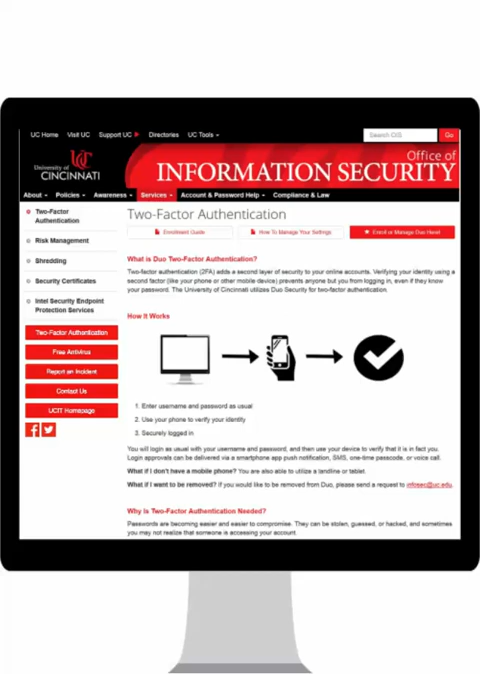 UC Home Visit UC Support UC Directories UC Tools
Search CIS Go
University of
CINCINNATI
Office of
INFORMATION SECURITY
About Policies Awareness Services Account & Password Help Compliance & Law
Two-Factor
Authentication
Risk Management
Shredding
Security Certificates
Intel Security Endpoint
Protection Services
Two-Factor Authentication
Free Antivirus
Report an Incident
Contact Us
UCIT Homepage
Two-Factor Authentication
Enrollment Guide How To Manage Your Settings Enroll or Manage Duo Here!
What is Duo Two-Factor Authentication?
Two-factor authentication (2FA) adds a second layer of security to your online accounts. Verifying your identity using a
second factor (like your phone or other mobile device) prevents anyone but you from logging in, even if they know
your password. The University of Cincinnati utilizes Duo Security for two-factor authentication.
How It Works
1. Enter username and password as usual
2. Use your phone to verify your identity
3. Securely logged in
You will login as usual with your username and password, and then use your device to verify that it is in fact you.
Login approvals can be delivered via a smartphone app push notification, SMS, one-time passcode, or voice call.
What if I don't have a mobile phone? You are also able to utilize a landline or tablet.
What if I want to be removed? If you would like to be removed from Duo, please send a request to infosec@uc.edu.
Why Is Two-Factor Authentication Needed?
Passwords are becoming easier and easier to compromise. They can be stolen, guessed, or hacked, and sometimes
you may not realize that someone is accessing your account.